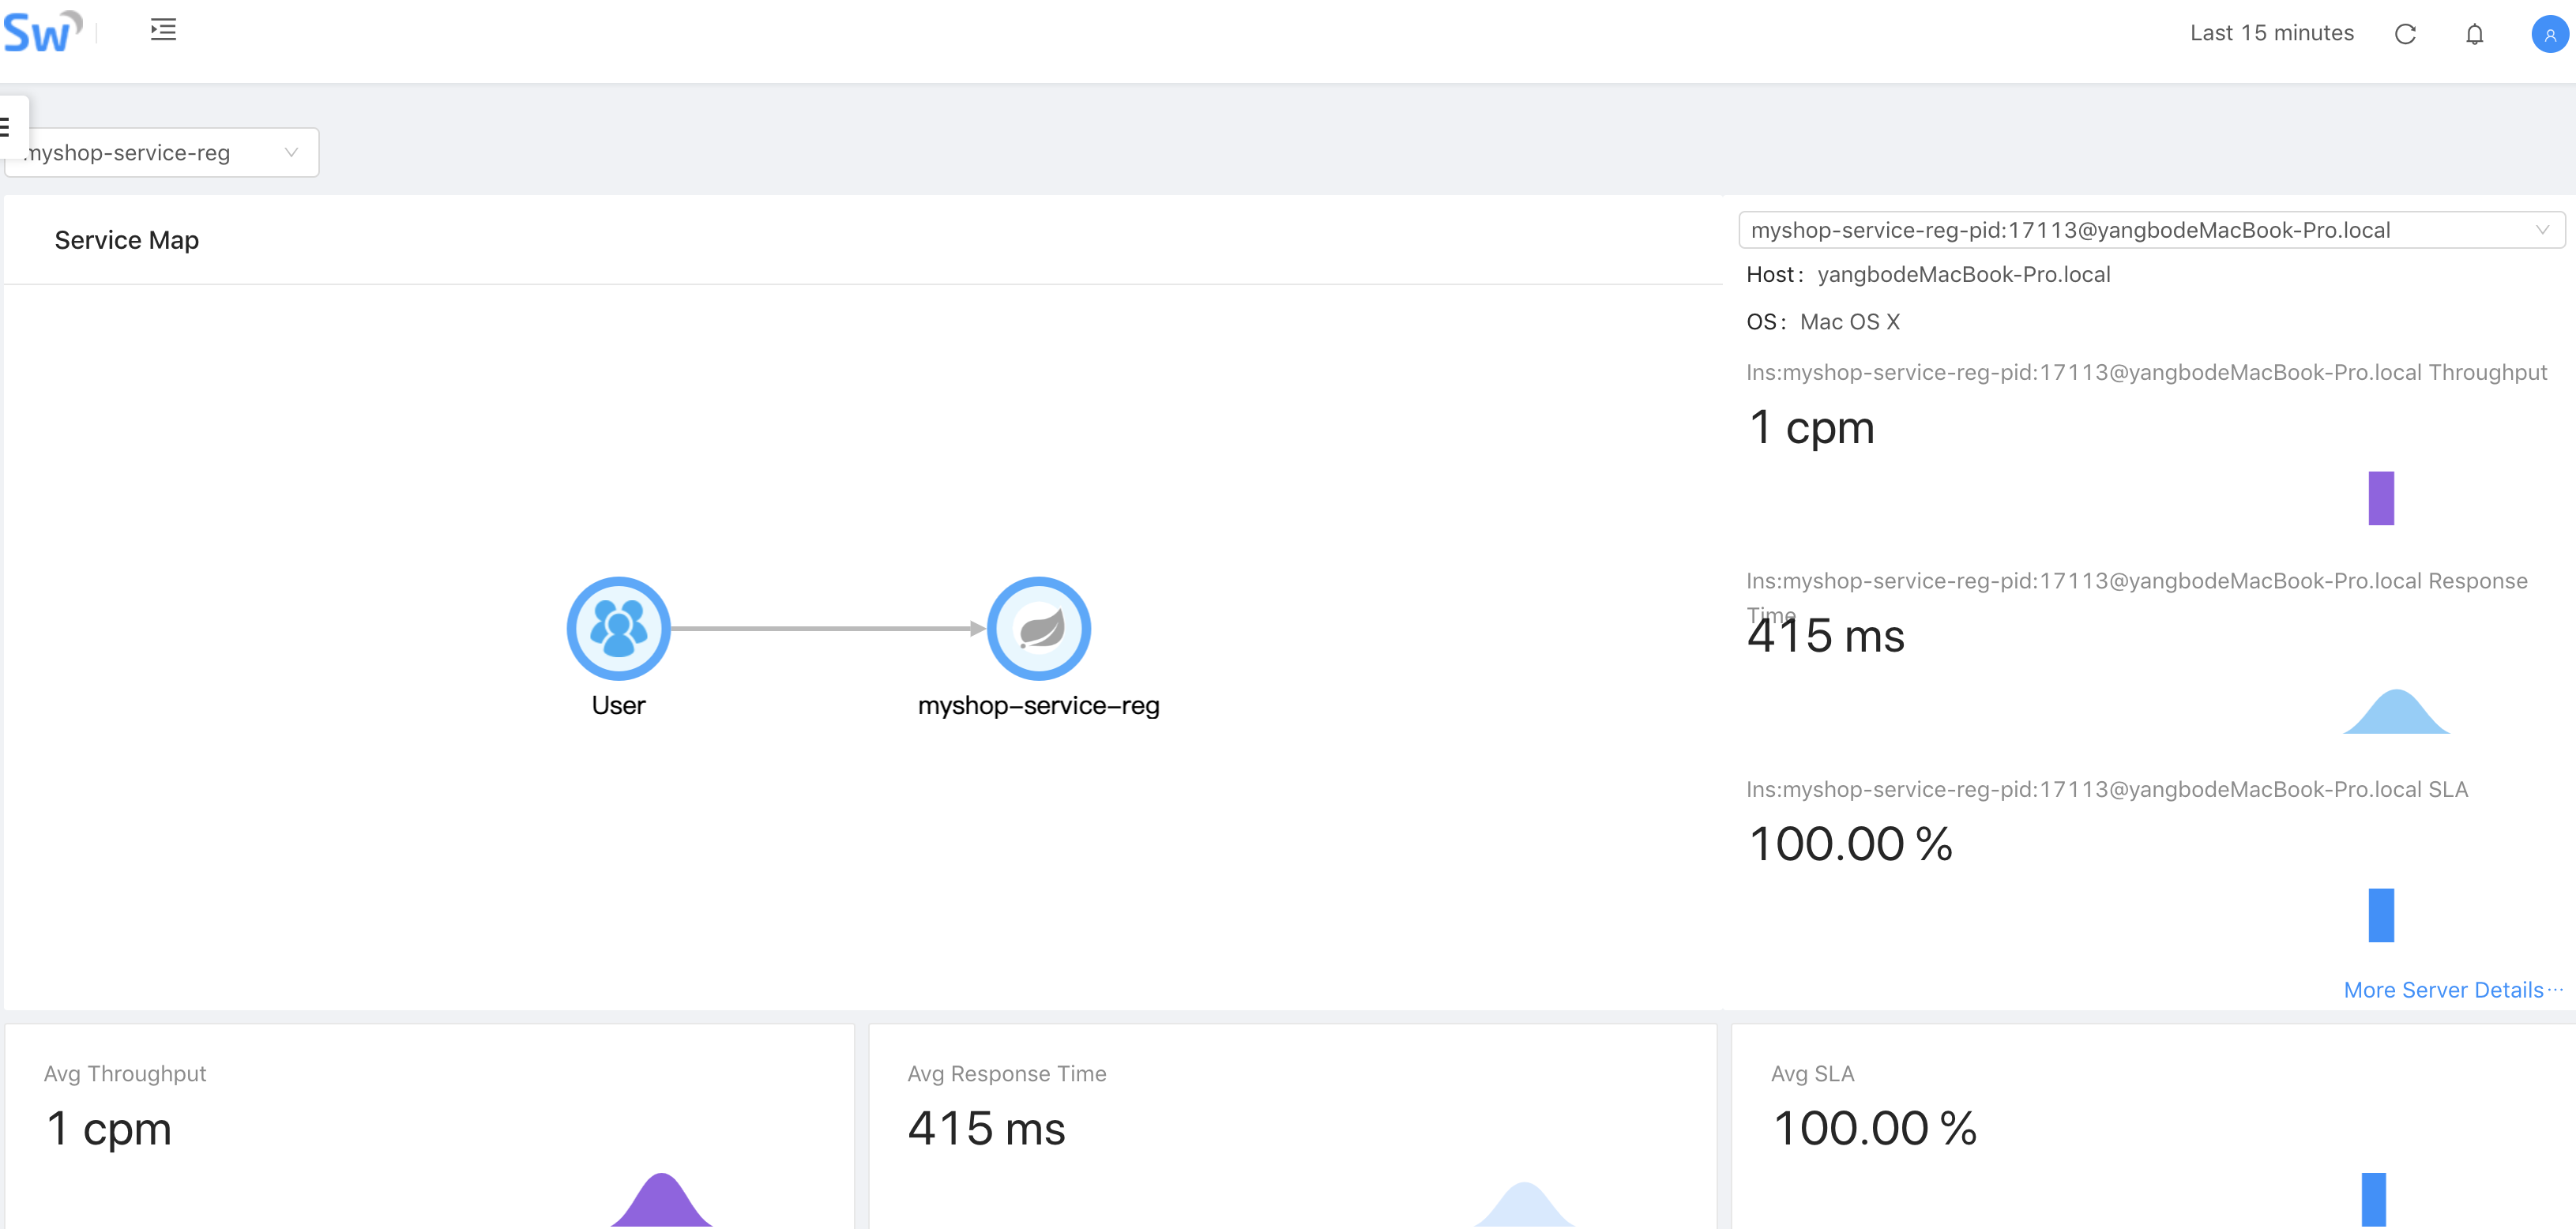 Sw
Last 15 minutes
myshop-service-reg
Service Map
myshop-service-reg-pid:17113@yangbodeMacBook-Pro.local
Host: yangbodeMacBook-Pro.local
OS: Mac OS X
Ins:myshop-service-reg-pid:17113@yangbodeMacBook-Pro.local Throughput
1 cpm
Ins:myshop-service-reg-pid:17113@yangbodeMacBook-Pro.local Response
Time
415 ms
User
myshop-service-reg
Ins:myshop-service-reg-pid:17113@yangbodeMacBook-Pro.local SLA
100.00 %
More Server Details···
Avg Throughput
1 cpm
Avg Response Time
415 ms
Avg SLA
100.00 %